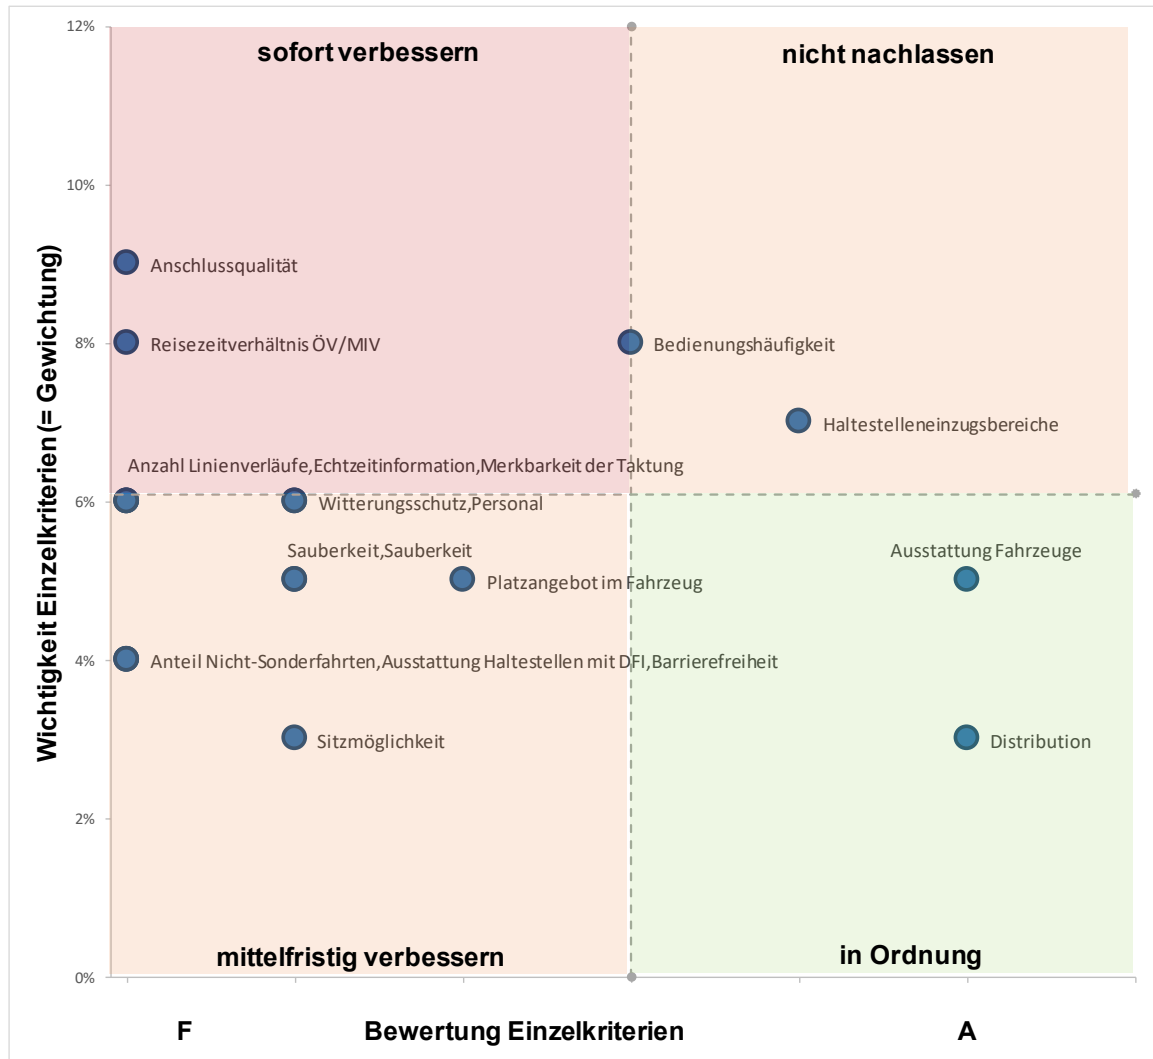 12%
sofort verbessern
nicht nachlassen
10%
Anschlussqualität
8%
Reisezeitverhältnis ÖV/MIV
Bedienungshäufigkeit
Haltestelleneinzugsbereiche
Anzahl Linienverläufe,Echtzeitinformation,Merkbarkeit der Taktung
6%
Witterungsschutz,Personal
Sauberkeit,Sauberkeit
Ausstattung Fahrzeuge
Platzangebot im Fahrzeug
4%
Anteil Nicht-Sonderfahrten,Ausstattung Haltestellen mit DFI,Barrierefreiheit
Sitzmöglichkeit
Distribution
2%
mittelfristig verbessern
in Ordnung
0%
Wichtigkeit Einzelkriterien (= Gewichtung)
F
Bewertung Einzelkriterien
A